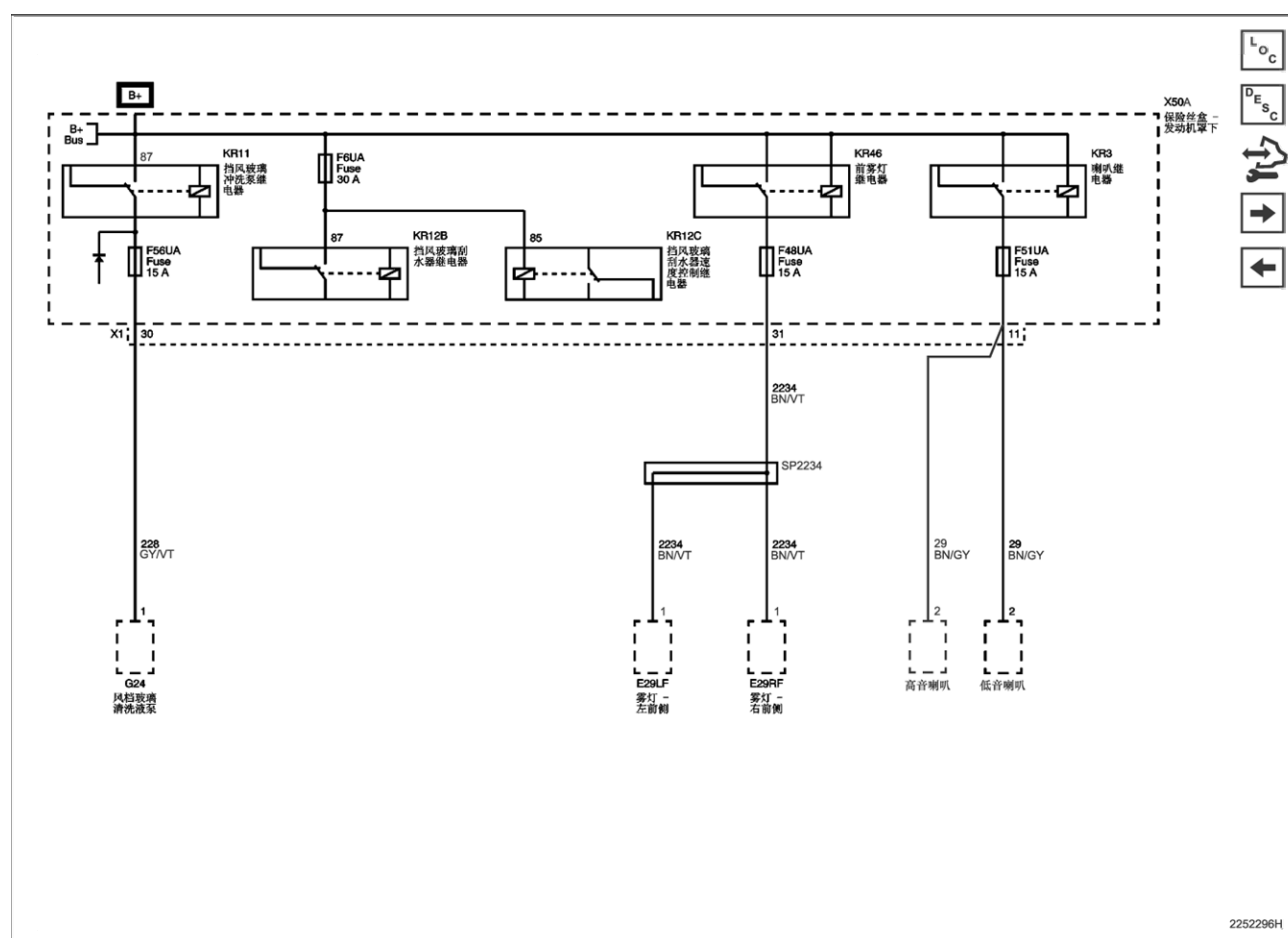 LOC
DESC
B+
X50A
保险丝盒 -
发动机罩下
B+
Bus
87
KR11
挡风玻璃
冲洗泵继
电器
F6UA
Fuse
30 A
KR46
前雾灯
继电器
KR3
喇叭继
电器
F56UA
Fuse
15 A
87
KR12B
挡风玻璃刮
水器继电器
85
KR12C
挡风玻璃
刮水器速
度控制继
电器
F48UA
Fuse
15 A
F51UA
Fuse
15 A
X1
30
31
11
2234
BN/VT
SP2234
228
GY/VT
2234
BN/VT
2234
BN/VT
29
BN/GY
29
BN/GY
1
1
1
2
2
G24
风档玻璃
清洗液泵
E29LF
雾灯 -
左前侧
E29RF
雾灯 -
右前侧
高音喇叭
低音喇叭
2252296H